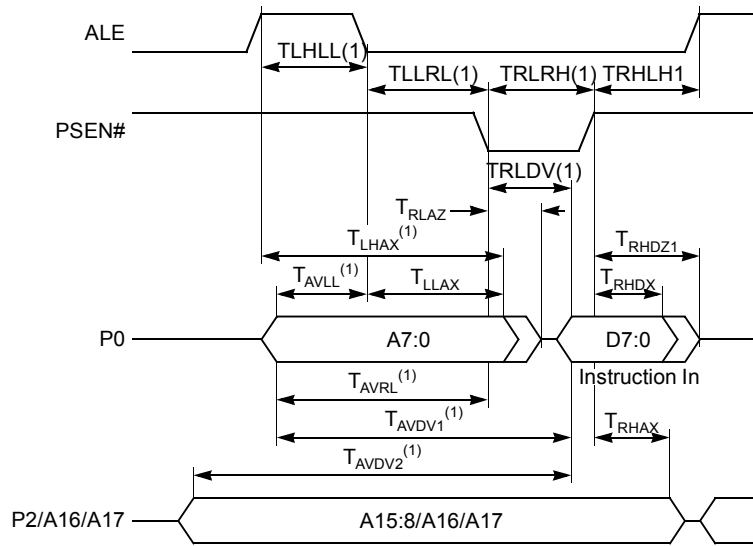 ALE
TLHLL(1)
TLLRL(1) TRLRH(1) TRHLH1
PSEN#
TRLDV(1)
TRLAZ
TLHAX(1) TRHDZ1
TAVLL(1) TLLAX TRHDX
P0 A7:0 D7:0
Instruction In
TAVRL(1)
TAVDV1(1) TRHAX
TAVDV2(1)
P2/A16/A17 A15:8/A16/A17